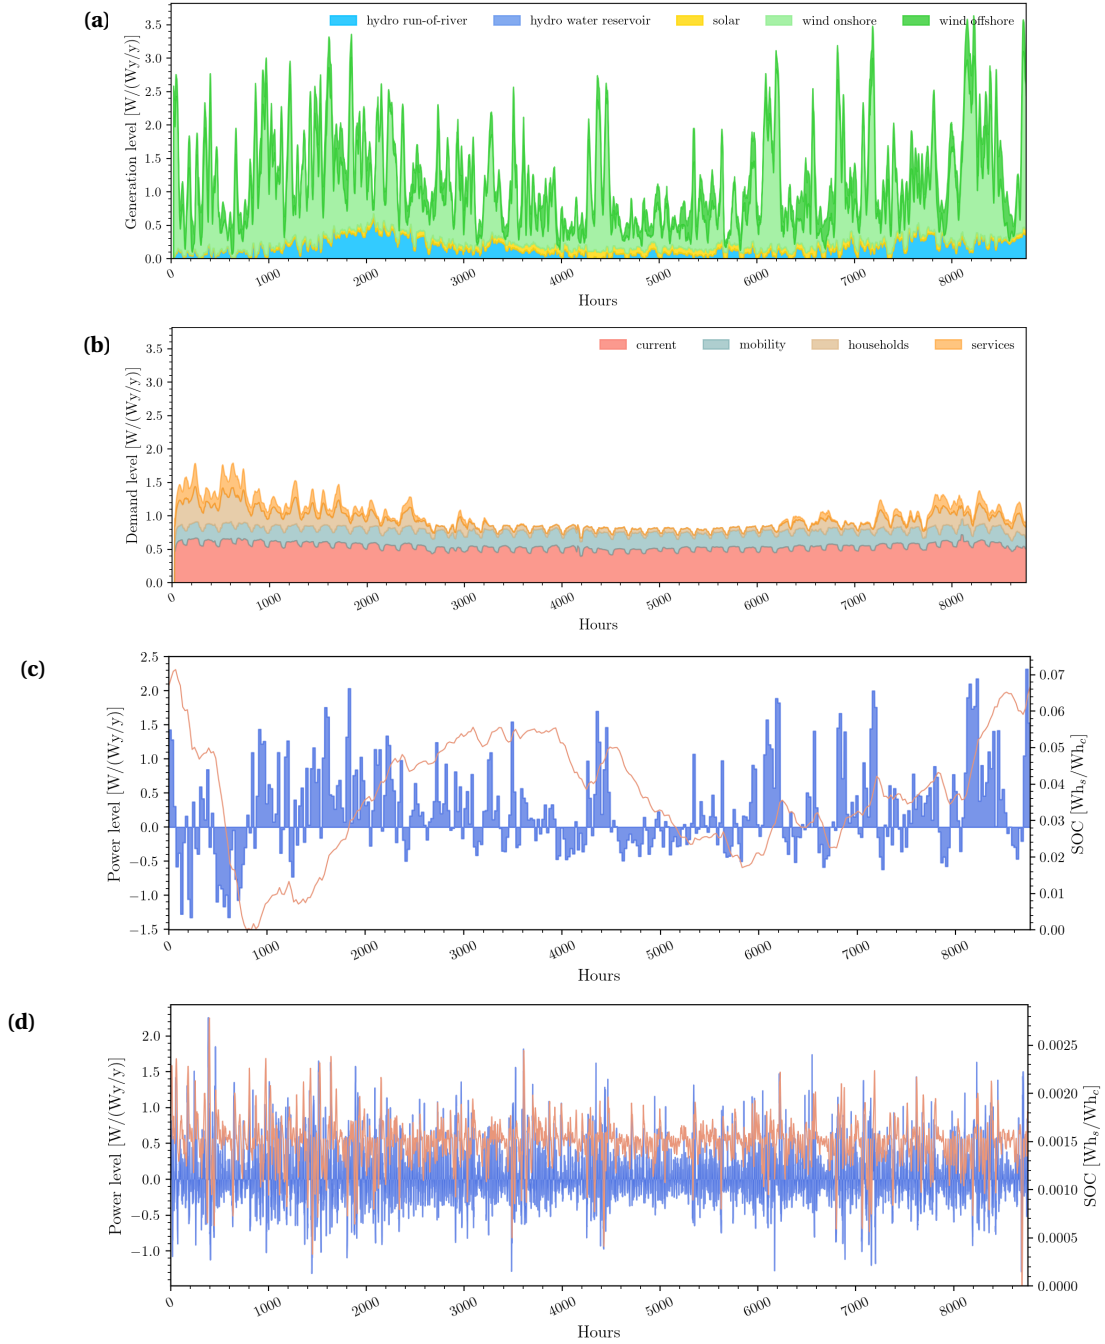 (a)
hydro run-of-river hydro water reservoir solar wind onshore wind offshore
Generation level [W/(Wy/y)]
3.5
3.0
2.5
2.0
1.5
1.0
0.5
0.0
0 1000 2000 3000 4000 5000 6000 7000 8000
Hours
(b)
current mobility households services
Demand level [W/(Wy/y)]
3.5
3.0
2.5
2.0
1.5
1.0
0.5
0.0
0 1000 2000 3000 4000 5000 6000 7000 8000
Hours
(c)
Power level [W/(Wy/y)]
2.5
2.0
1.5
1.0
0.5
0.0
−0.5
−1.0
−1.5
0.07
0.06
0.05
0.04
0.03
0.02
0.01
0.00
SOC [Wh_s/Wh_c]
0 1000 2000 3000 4000 5000 6000 7000 8000
Hours
(d)
Power level [W/(Wy/y)]
2.0
1.5
1.0
0.5
0.0
−0.5
−1.0
0.0025
0.0020
0.0015
0.0010
0.0005
0.0000
SOC [Wh_s/Wh_c]
0 1000 2000 3000 4000 5000 6000 7000 8000
Hours